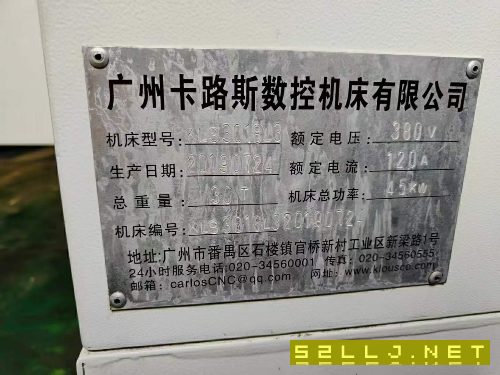 广州卡路斯数控机床有限公司
机床型号: 额定电压: 380V
生产日期: 20190724 额定电流: 120A
总重量: 30T 机床总功率: 45KW
机床编号:
地址:广州市番禺区石楼镇官桥新村工业区新梁路1号
24小时服务电话:020-34560001 传真: 020-34560585
邮箱: carlosCNC@qq.com 网址:
52LLJ.NET